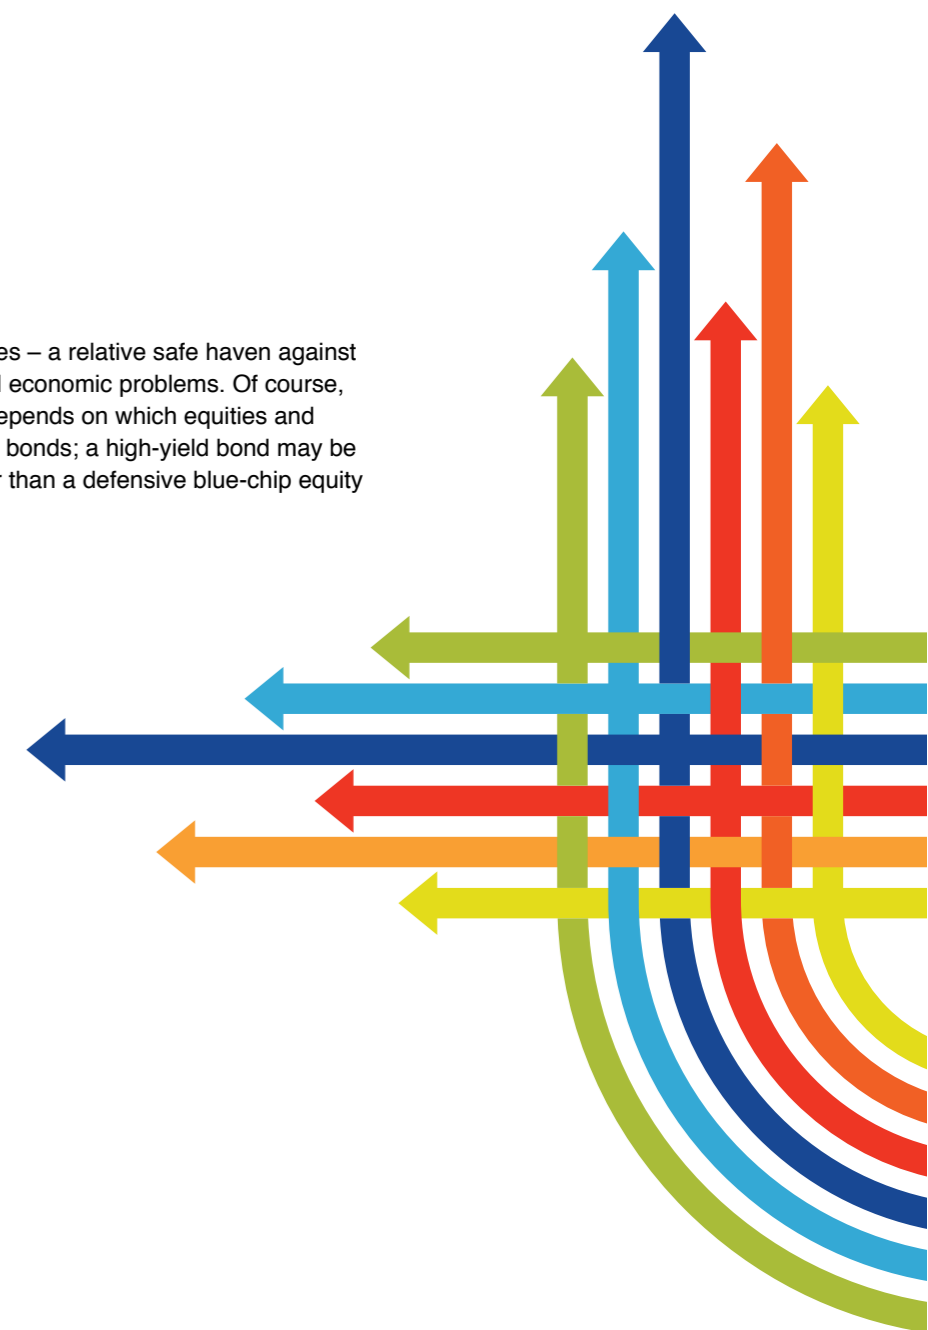 es – a relative safe haven against
economic problems. Of course,
epends on which equities and
bonds; a high-yield bond may be
than a defensive blue-chip equity